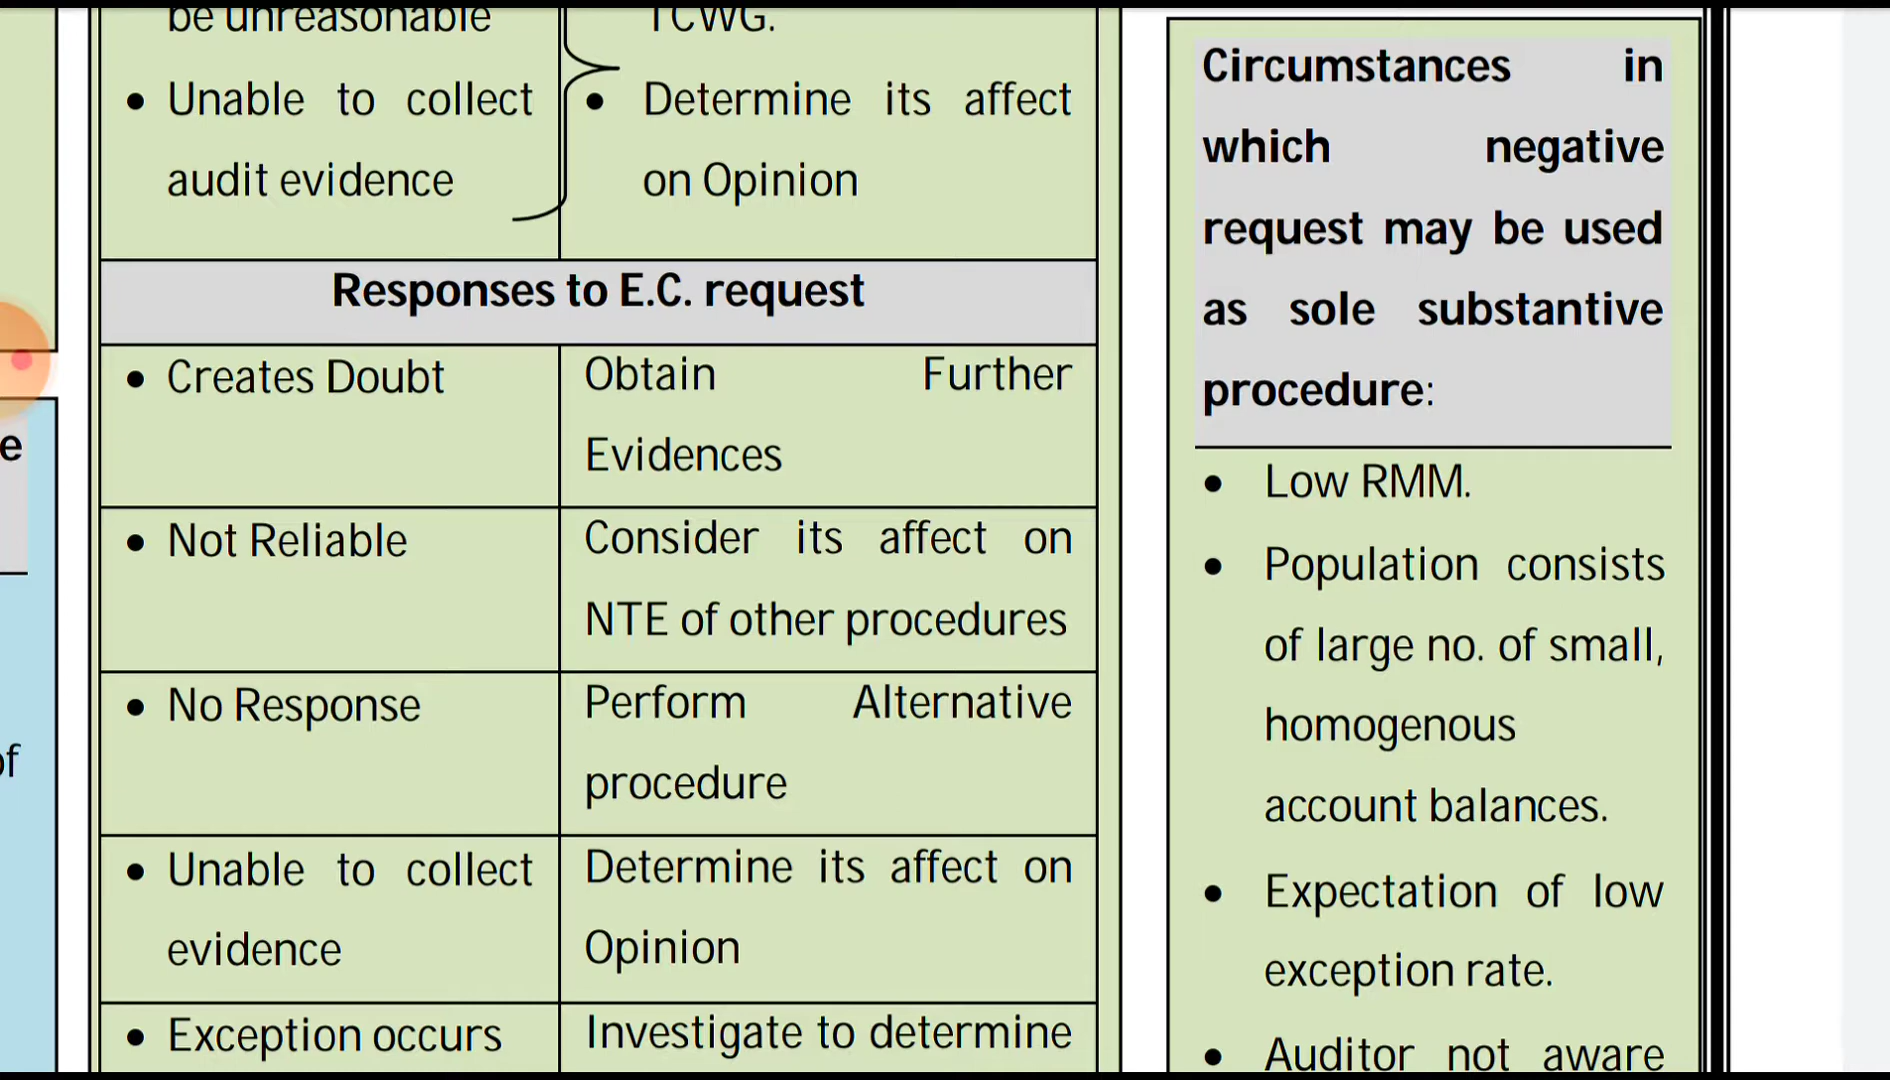 be unreasonable
• Unable to collect
audit evidence
TCWG.
• Determine its affect
on Opinion
Responses to E.C. request
• Creates Doubt
Obtain Further
Evidences
• Not Reliable
Consider its affect on
NTE of other procedures
• No Response
Perform Alternative
procedure
• Unable to collect
evidence
Determine its affect on
Opinion
• Exception occurs
Investigate to determine
Circumstances in
which negative
request may be used
as sole substantive
procedure:
• Low RMM.
• Population consists
of large no. of small,
homogenous
account balances.
• Expectation of low
exception rate.
• Auditor not aware
e
of